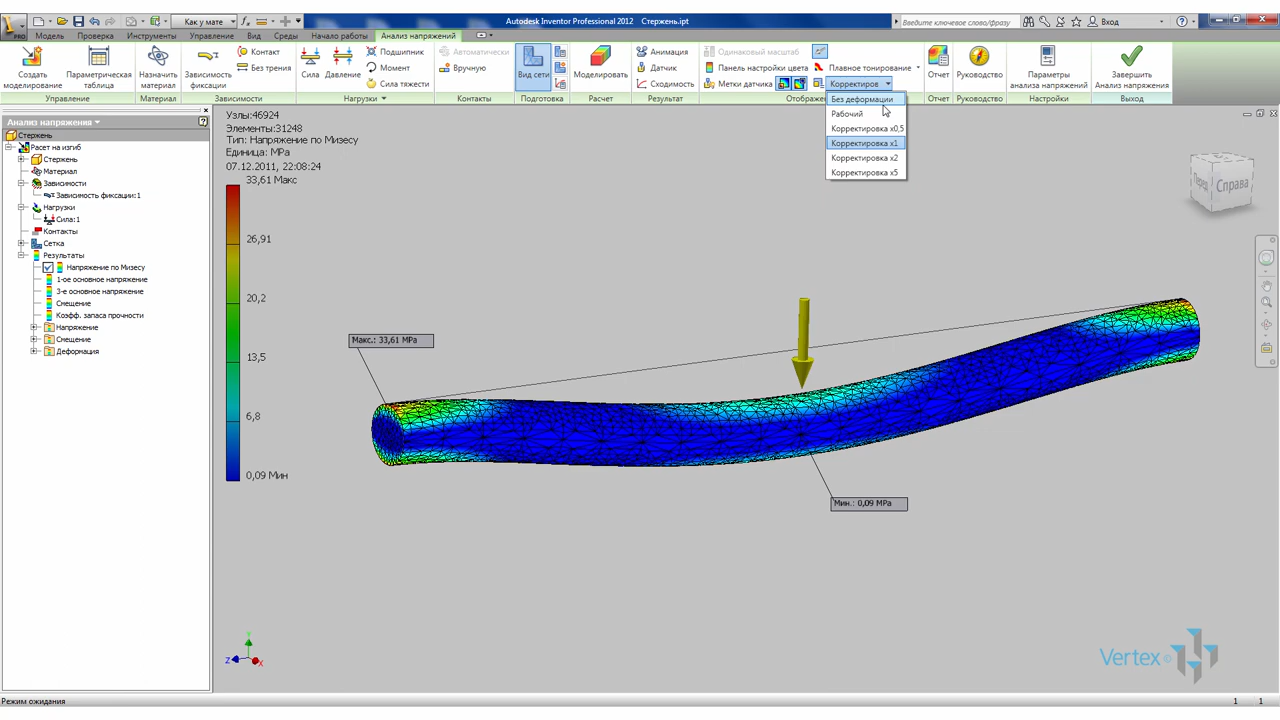 PRO
Как у мате
Autodesk Inventor Professional 2012 Стержень.ipt
Введите ключевое слово/фразу
Вход
Модель Проверка Инструменты Управление Вид Среды Начало работы Анализ напряжений
Создать моделирование
Параметрическая таблица
Назначить материал
Зависимость фиксации
Контакт
Без трения
Сила
Давление
Подшипник
Момент
Сила тяжести
Автоматически
Вручную
Вид сети
Моделировать
Анимация
Датчик
Сходимость
Одинаковый масштаб
Панель настройки цвета
Метки датчика
Плавное тонирование
Корректиров
Отчет
Руководство
Параметры анализа напряжений
Завершить Анализ напряжений
Управление Материал Зависимости Нагрузки Контакты Подготовка Расчет Результат Отображе Отчет Руководство Настройки Выход
Без деформации
Рабочий
Корректировка x0,5
Корректировка x1
Корректировка x2
Корректировка x5
Анализ напряжения
Стержень
Расет на изгиб
Стержень
Материал
Зависимости
Зависимость фиксации:1
Нагрузки
Сила:1
Контакты
Сетка
Результаты
Напряжение по Мизесу
1-ое основное напряжение
3-е основное напряжение
Смещение
Коэфф. запаса прочности
Напряжение
Смещение
Деформация
Узлы:46924
Элементы:31248
Тип: Напряжение по Мизесу
Единица: MPa
07.12.2011, 22:08:24
33,61 Макс
26,91
20,2
13,5
6,8
0,09 Мин
Перед
Справа
Макс.: 33,61 MPa
Мин.: 0,09 MPa
Y
Z
X
Vertex ©
Режим ожидания
1 1